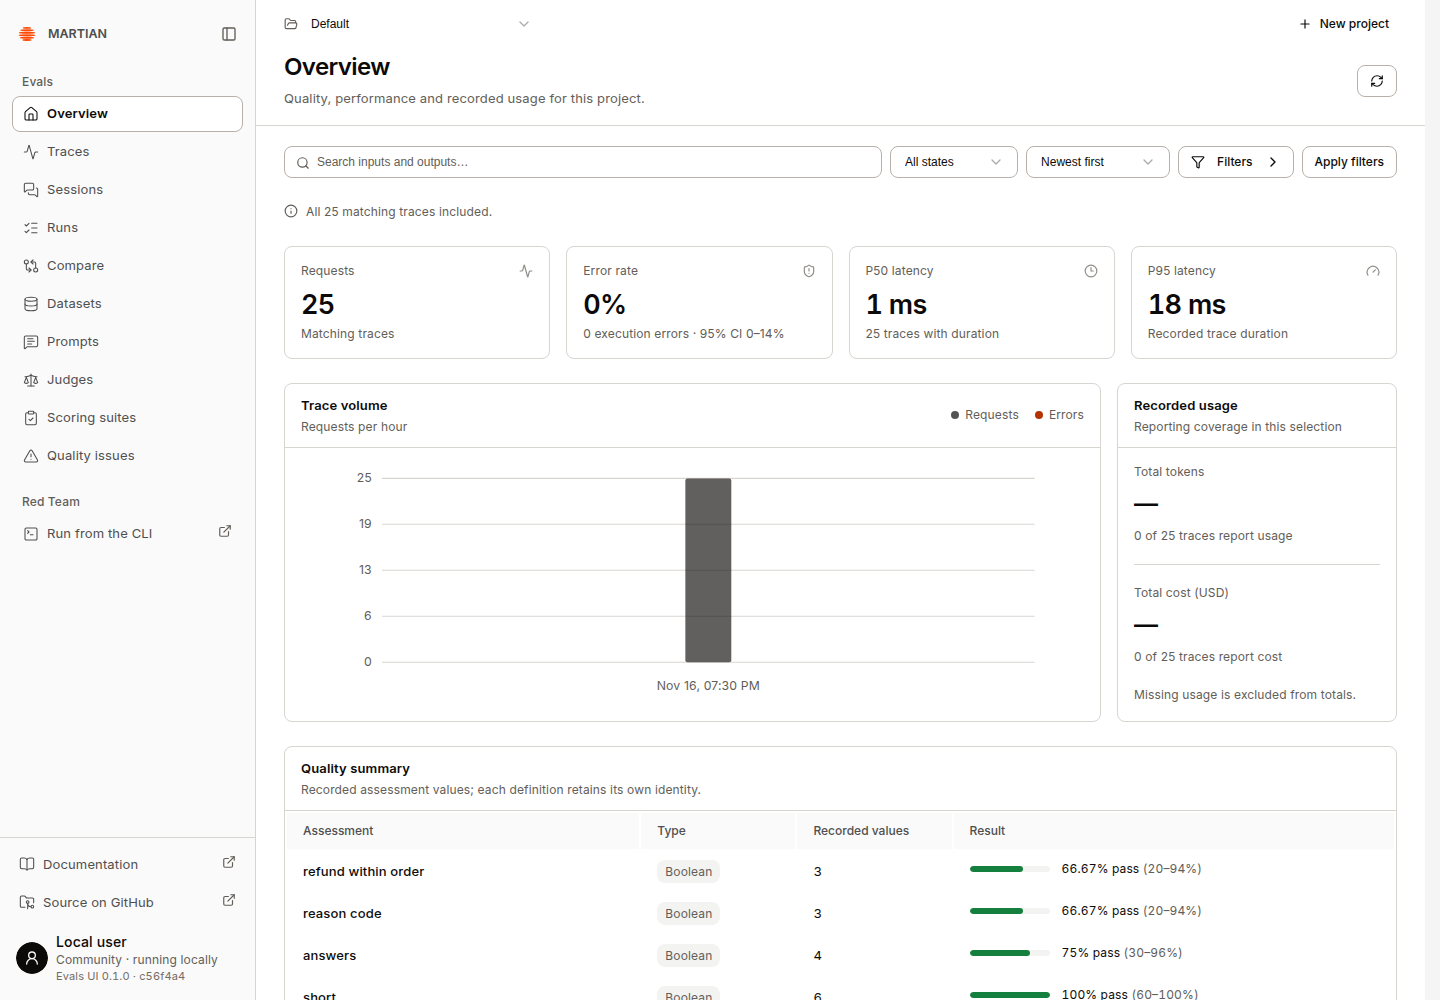 MARTIAN
Evals
Overview
Traces
Sessions
Runs
Compare
Datasets
Prompts
Judges
Scoring suites
Quality issues
Red Team
Run from the CLI
Documentation
Source on GitHub
Local user
Community · running locally
Evals UI 0.1.0 · c56f4a4
Default
New project
Overview
Quality, performance and recorded usage for this project.
Search inputs and outputs…
All states
Newest first
Filters
Apply filters
All 25 matching traces included.
Requests
25
Matching traces
Error rate
0%
0 execution errors · 95% CI 0–14%
P50 latency
1 ms
25 traces with duration
P95 latency
18 ms
Recorded trace duration
Trace volume
Requests per hour
Requests
Errors
25
19
13
6
0
Nov 16, 07:30 PM
Recorded usage
Reporting coverage in this selection
Total tokens
—
0 of 25 traces report usage
Total cost (USD)
—
0 of 25 traces report cost
Missing usage is excluded from totals.
Quality summary
Recorded assessment values; each definition retains its own identity.
Assessment Type Recorded values Result
refund within order Boolean 3 66.67% pass (20–94%)
reason code Boolean 3 66.67% pass (20–94%)
answers Boolean 4 75% pass (30–96%)
short Boolean 6 100% pass (60–100%)